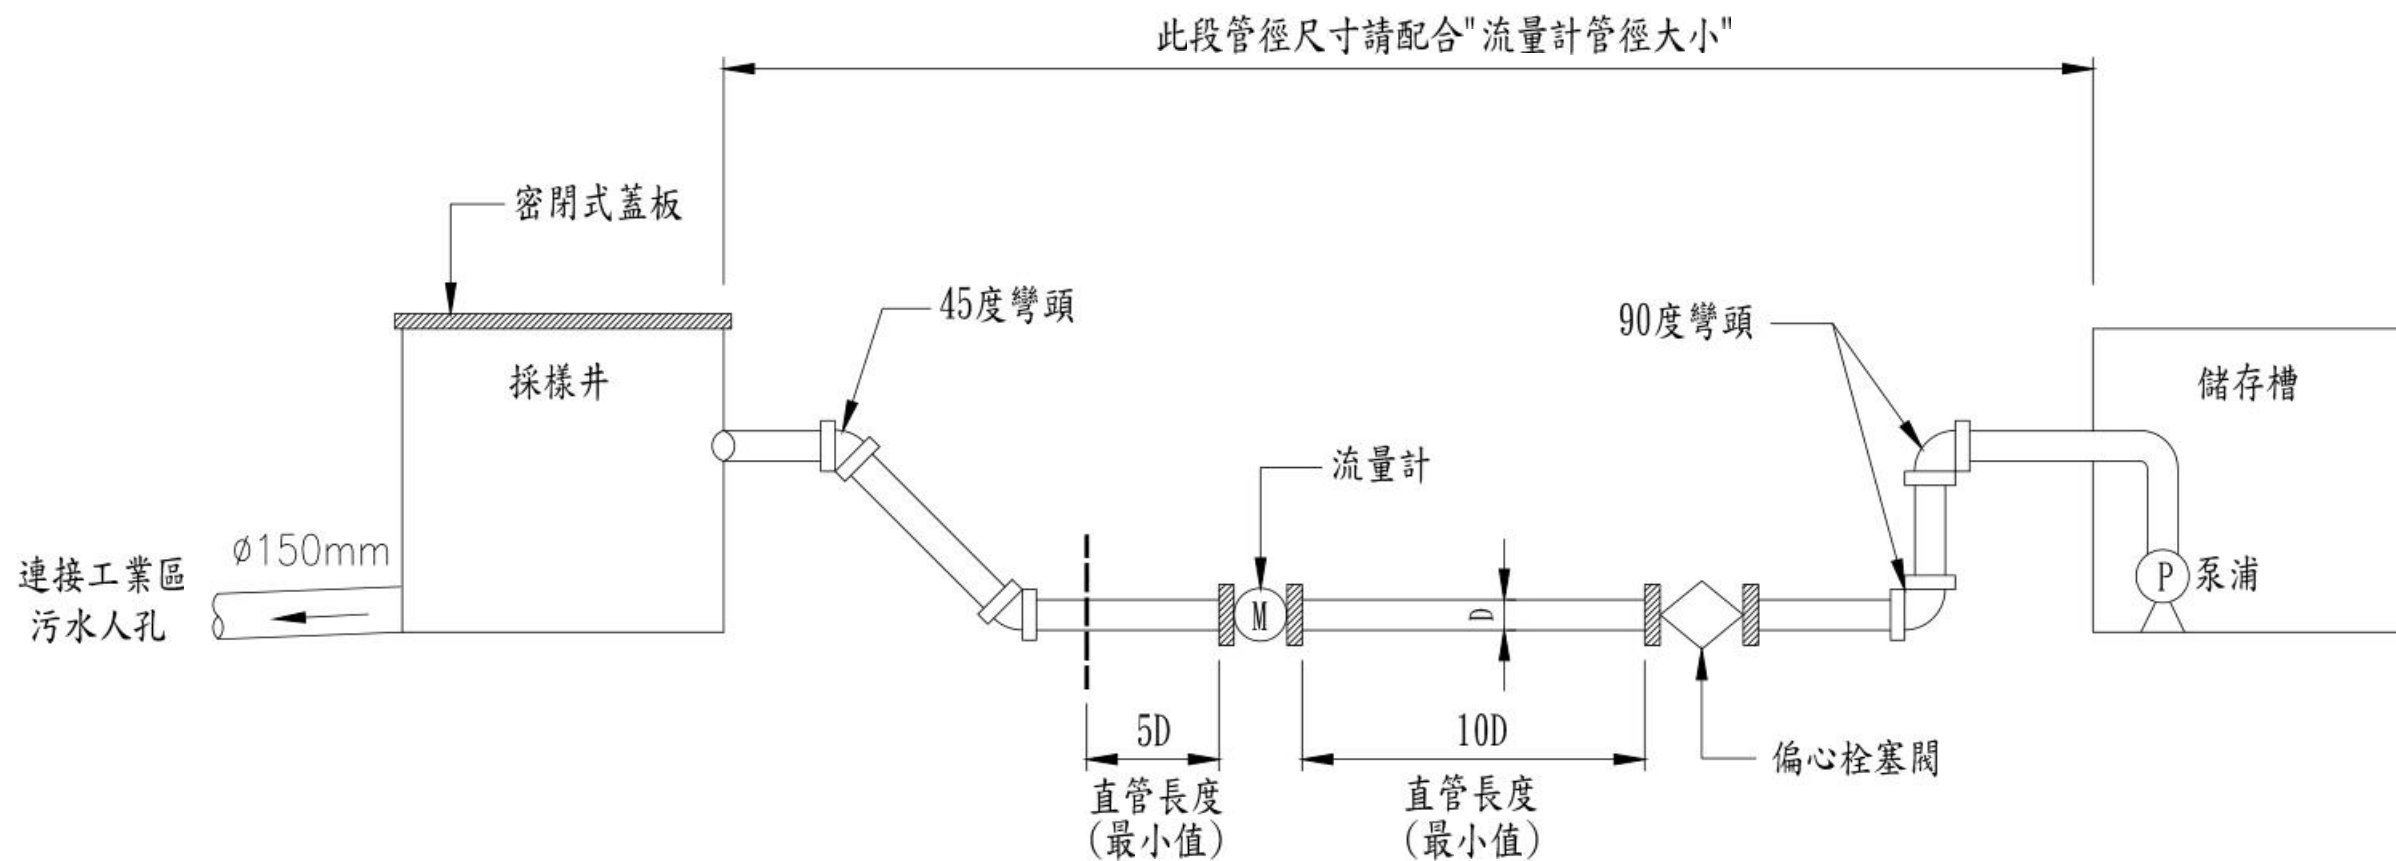 此段管徑尺寸請配合"流量計管徑大小"
密閉式蓋板
45度彎頭
90度彎頭
採樣井
儲存槽
流量計
ø150mm
連接工業區
污水人孔
M
D
P
泵浦
5D
直管長度
(最小值)
10D
直管長度
(最小值)
偏心栓塞閥